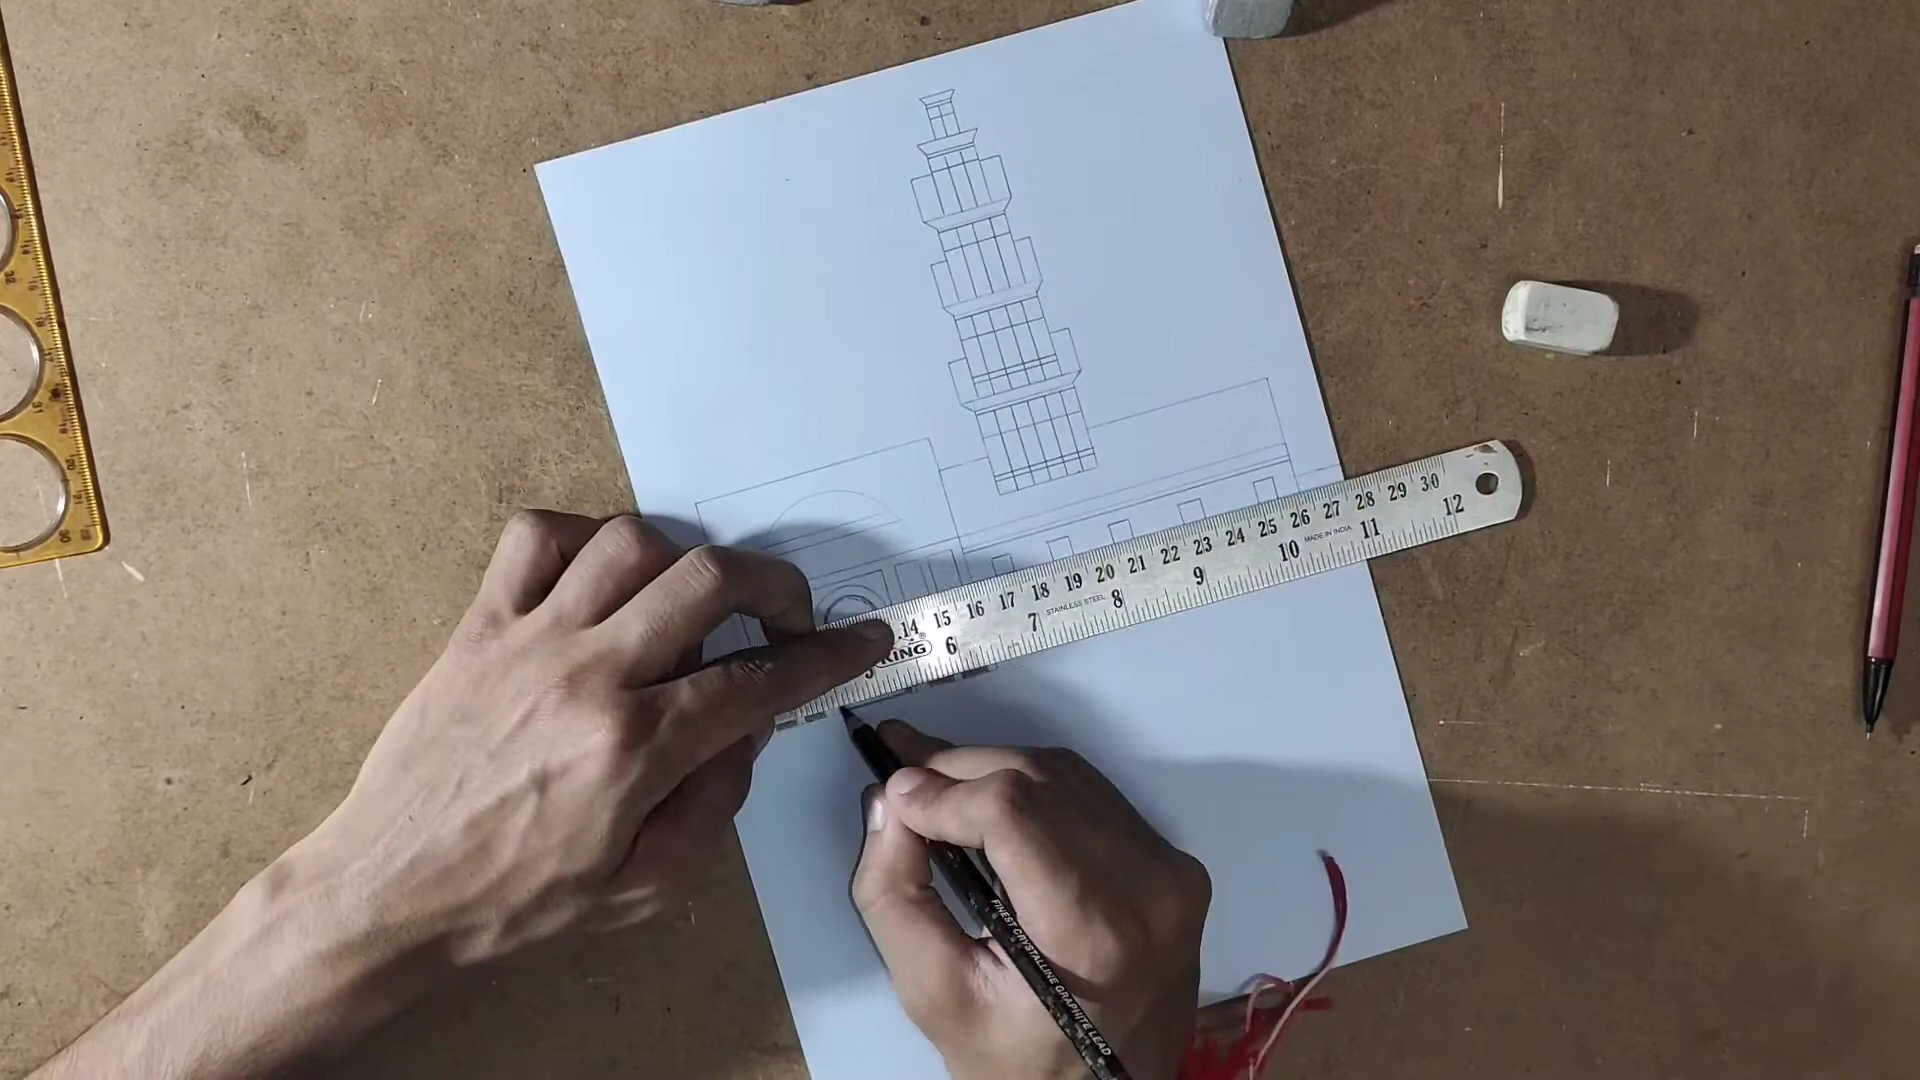 14 15 16 17 18 19 20 21 22 23 24 25 26 27 28 29 30
KING®
STAINLESS STEEL
MADE IN INDIA
5 6 7 8 9 10 11 12
FINEST CRYSTALLINE GRAPHITE LEAD